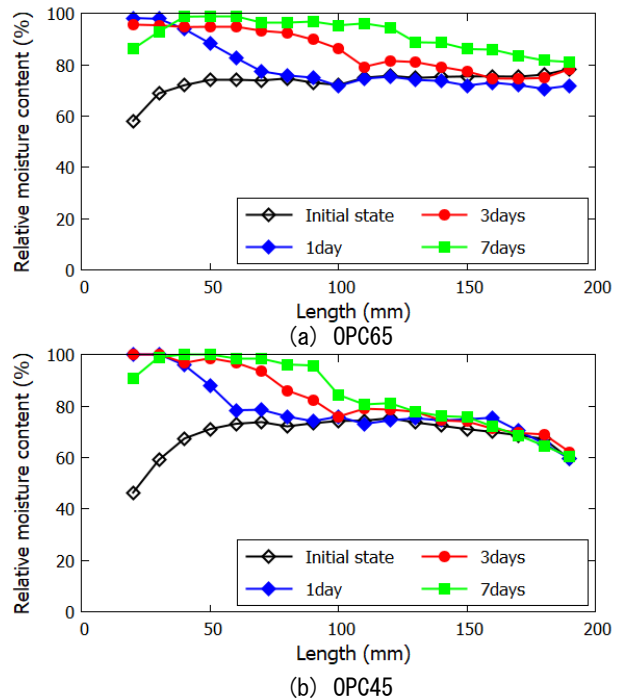 Relative moisture content (%)
100
80
60
40
20
0
Initial state
3days
1day
7days
0
50
100
150
200
Length (mm)
(a) OPC65
Relative moisture content (%)
100
80
60
40
20
0
Initial state
3days
1day
7days
0
50
100
150
200
Length (mm)
(b) OPC45